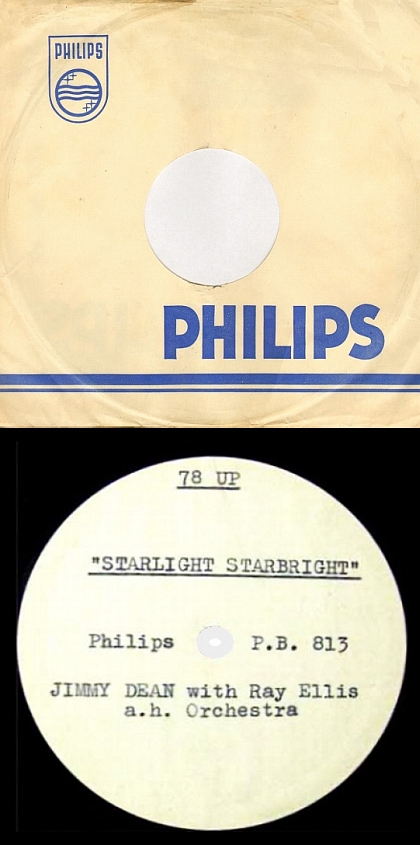 PHILIPS
PHILIPS
78 UP
"STARLIGHT STARBRIGHT"
Philips P.B. 813
JIMMY DEAN with Ray Ellis
a.h. Orchestra